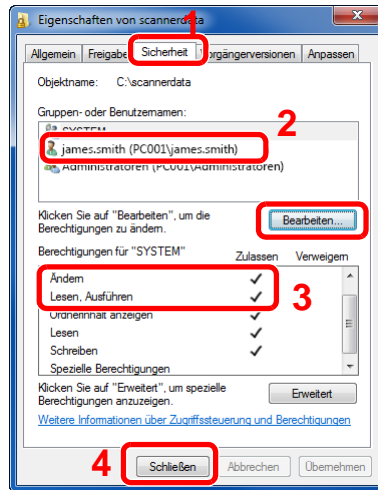 Eigenschaften von scannerdata
1
Allgemein Freigabe Sicherheit Vorgängerversionen Anpassen
Objektname: C:\scannerdata
Gruppen- oder Benutzernamen:
2
SYSTEM
james.smith (PC001\james.smith)
Administratoren (PC001\Administratoren)
Klicken Sie auf "Bearbeiten", um die
Berechtigungen zu ändern.
Bearbeiten...
Berechtigungen für "SYSTEM" Zulassen Verweigern
Ändern
3
Lesen, Ausführen
Ordnerinhalt anzeigen
Lesen
Schreiben
Spezielle Berechtigungen
Klicken Sie auf "Erweitert", um spezielle
Berechtigungen anzuzeigen.
Erweitert
Weitere Informationen über Zugriffssteuerung und Berechtigungen
4 Schließen Abbrechen Übernehmen